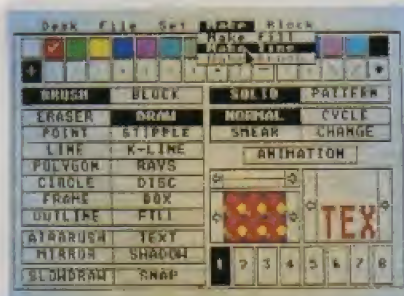 Desk File Set Make Block
Make Fill
Make Line
BRUSH BLOCK SOLID PATTERN
ERASER DRAW NORMAL CYCLE
POINT STIPPLE SMEAR CHANGE
LINE K-LINE ANIMATION
POLYGON RAYS
CIRCLE DISC
FRAME BOX
OUTLINE FILL
AIRBRUSH TEXT
MIRROR SHADOW
SLOWDRAW SNAP
TEX
1 2 3 4 5 6 7 8